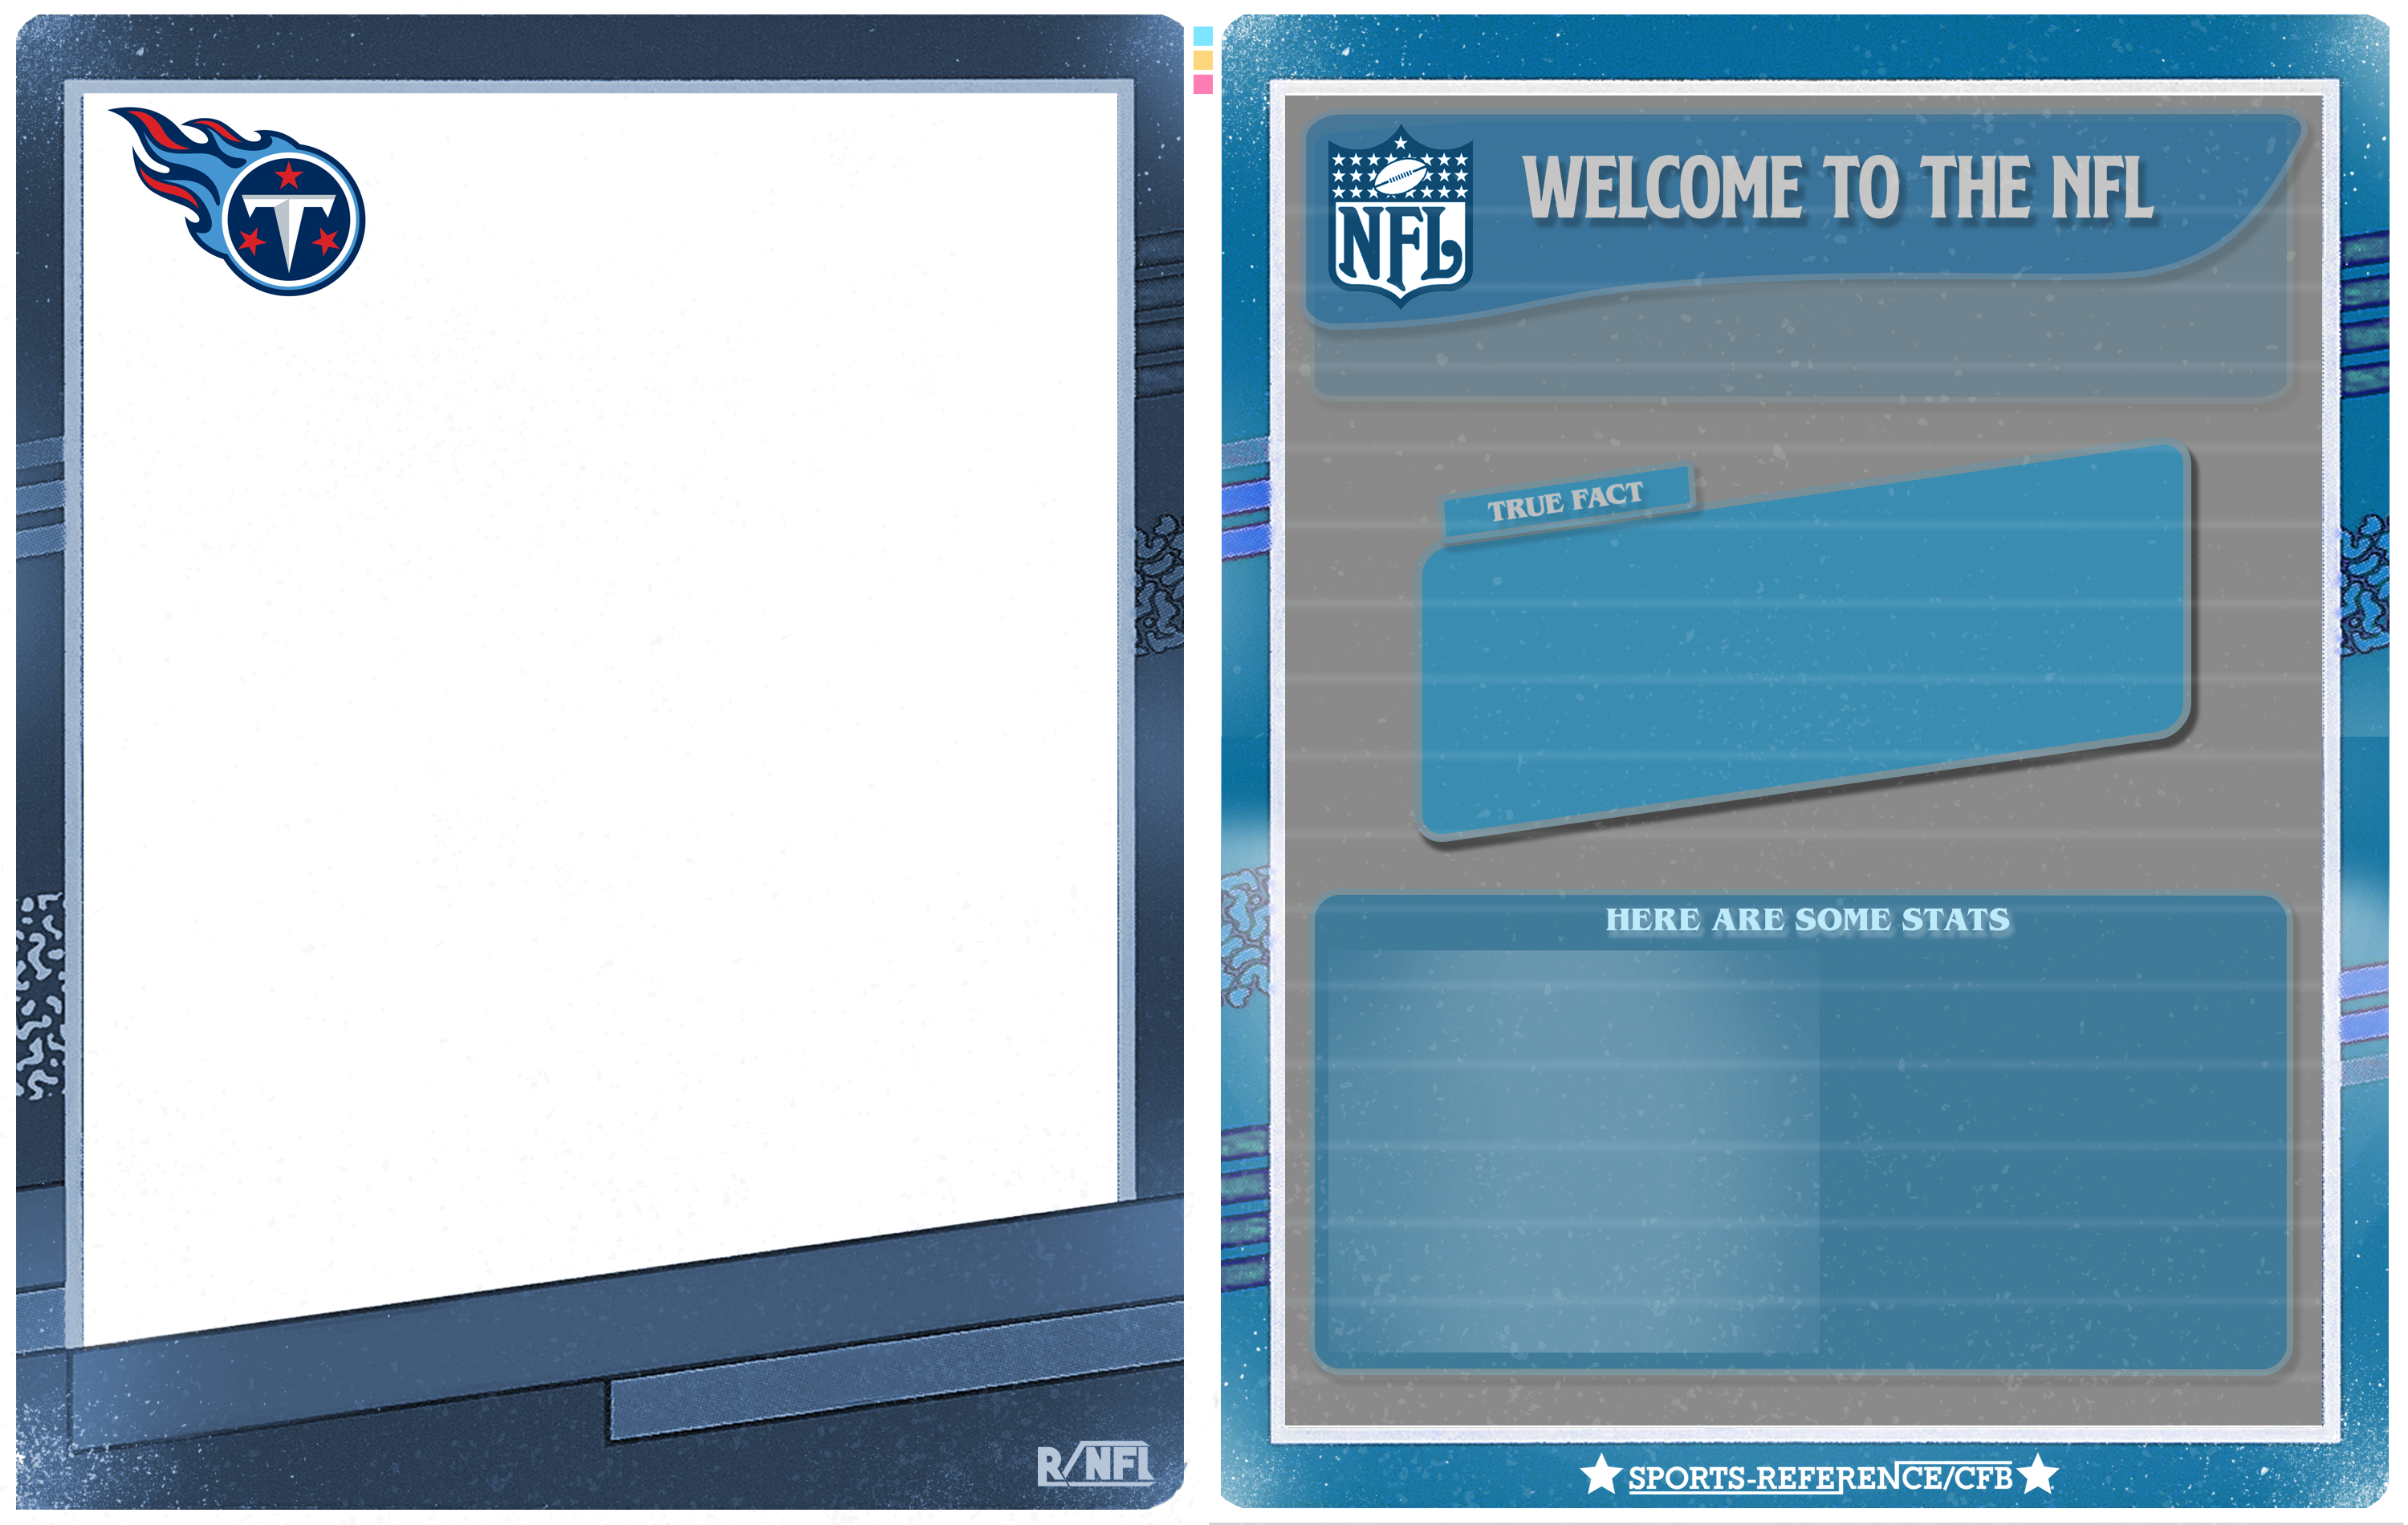 T
R/NFL
NFL
WELCOME TO THE NFL
TRUE FACT
HERE ARE SOME STATS
SPORTS-REFERENCE/CFB